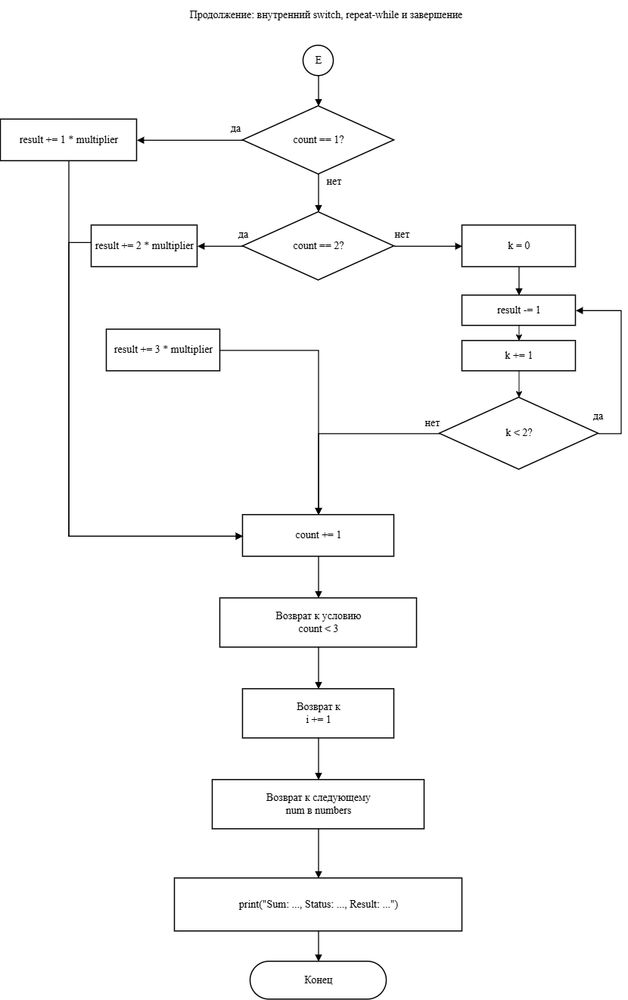 Продолжение: внутренний switch, repeat-while и завершение
E
count == 1?
да
result += 1 * multiplier
нет
count == 2?
да
result += 2 * multiplier
нет
k = 0
result -= 1
result += 3 * multiplier
k += 1
нет
k < 2?
да
count += 1
Возврат к условию
count < 3
Возврат к
i += 1
Возврат к следующему
num в numbers
print("Sum: ..., Status: ..., Result: ...")
Конец